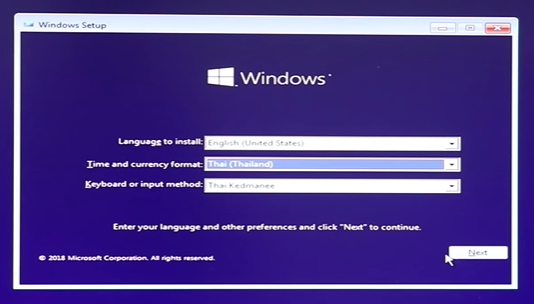 Windows Setup
Windows
Language to install: English (United States)
Time and currency format: Thai (Thailand)
Keyboard or input method: Thai Kedmanee
Enter your language and other preferences and click "Next" to continue.
© 2018 Microsoft Corporation. All rights reserved.
Next